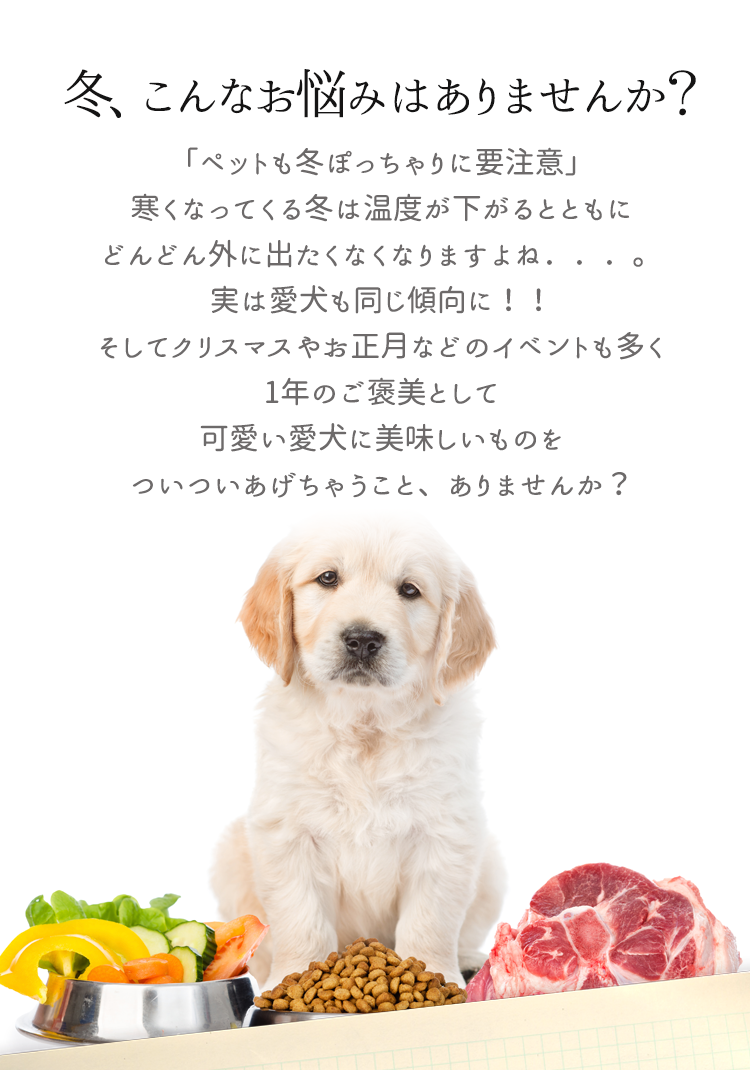 冬、こんなお悩みはありませんか?
「ペットも冬ぽっちゃりに要注意」
寒くなってくる冬は温度が下がるとともに
どんどん外に出たくなくなりますよね．．．。
実は愛犬も同じ傾向に！！
そしてクリスマスやお正月などのイベントも多く
1年のご褒美として
可愛い愛犬に美味しいものを
ついついあげちゃうこと、ありませんか？